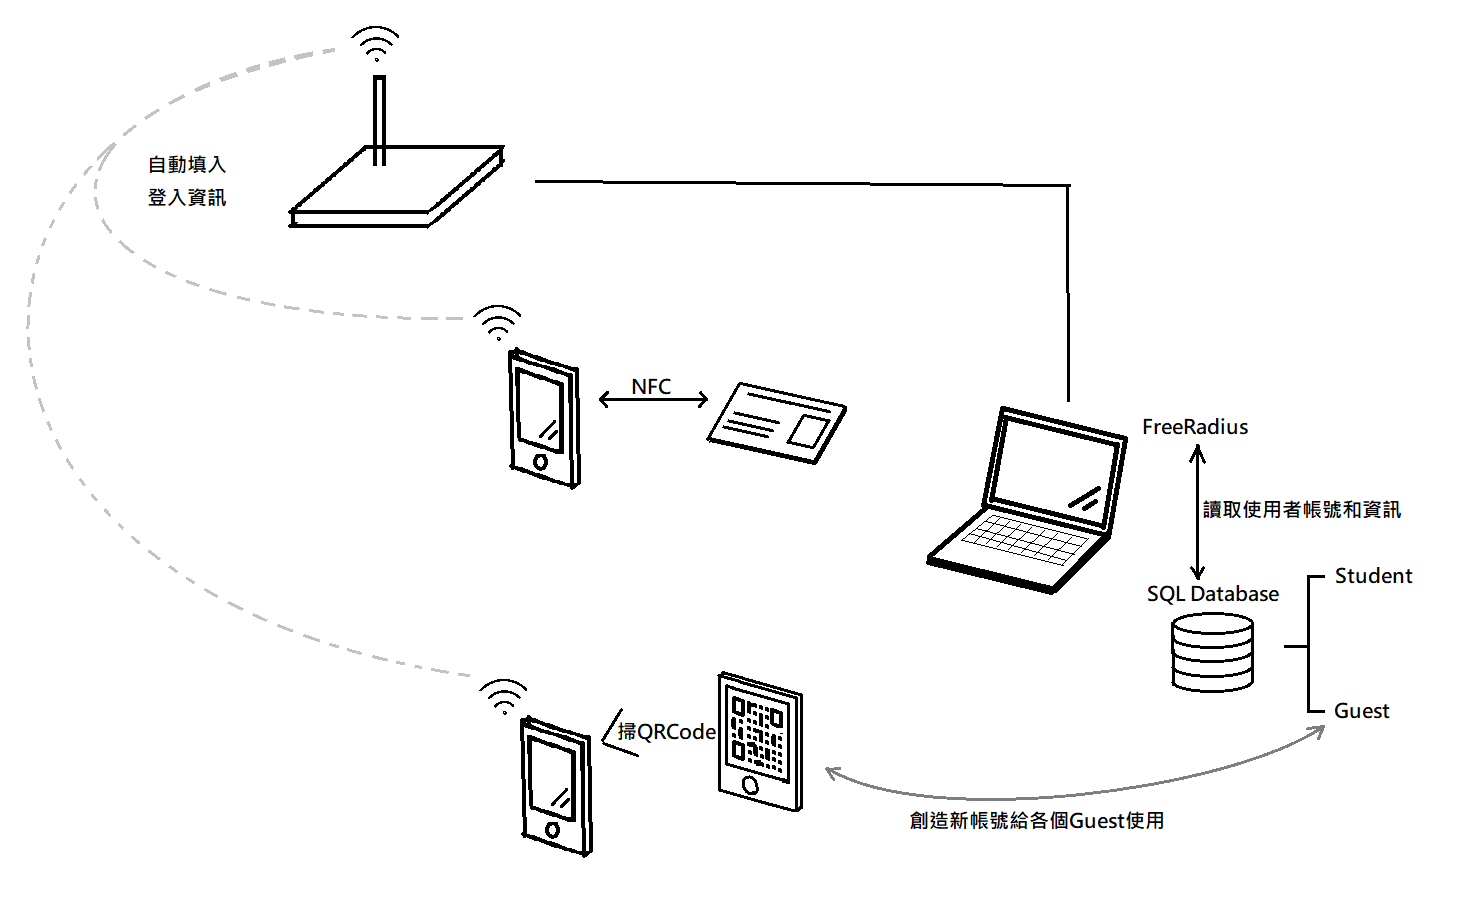 自動填入
登入資訊
NFC
FreeRadius
讀取使用者帳號和資訊
SQL Database
Student
Guest
掃QRCode
創造新帳號給各個Guest使用